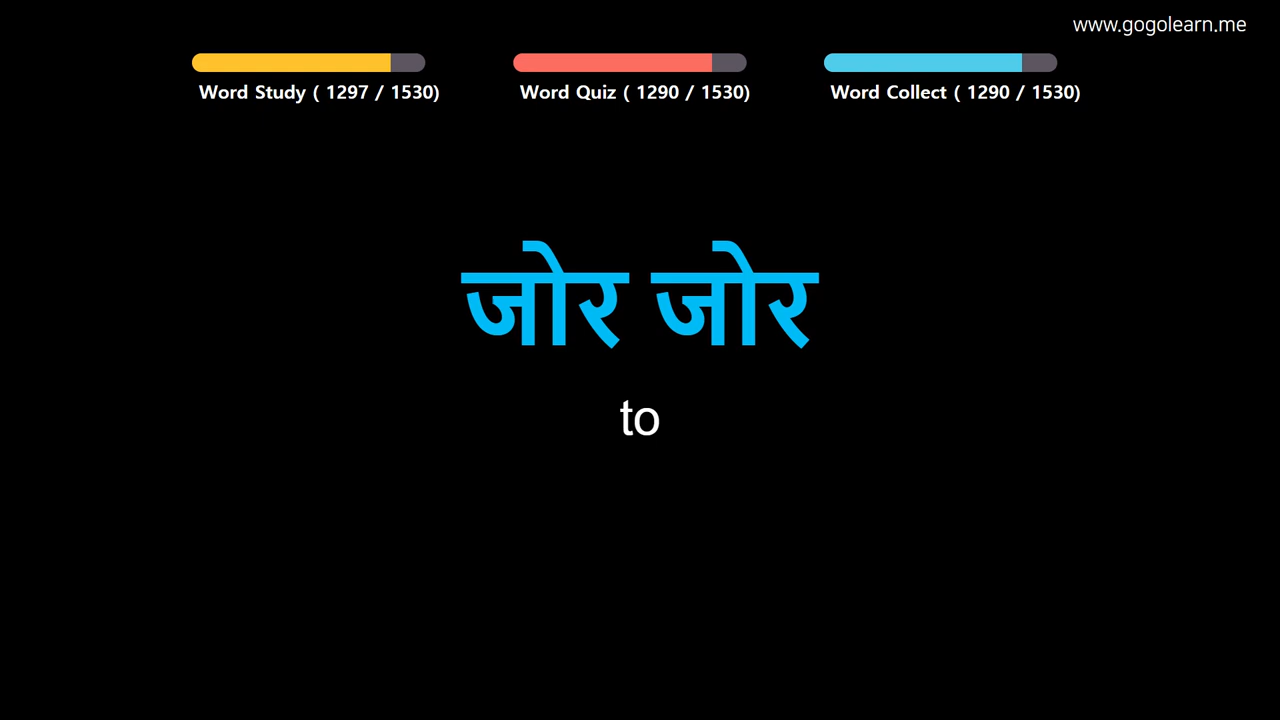 www.gogolearn.me
Word Study ( 1297 / 1530)
Word Quiz ( 1290 / 1530)
Word Collect ( 1290 / 1530)
जोर जोर
to